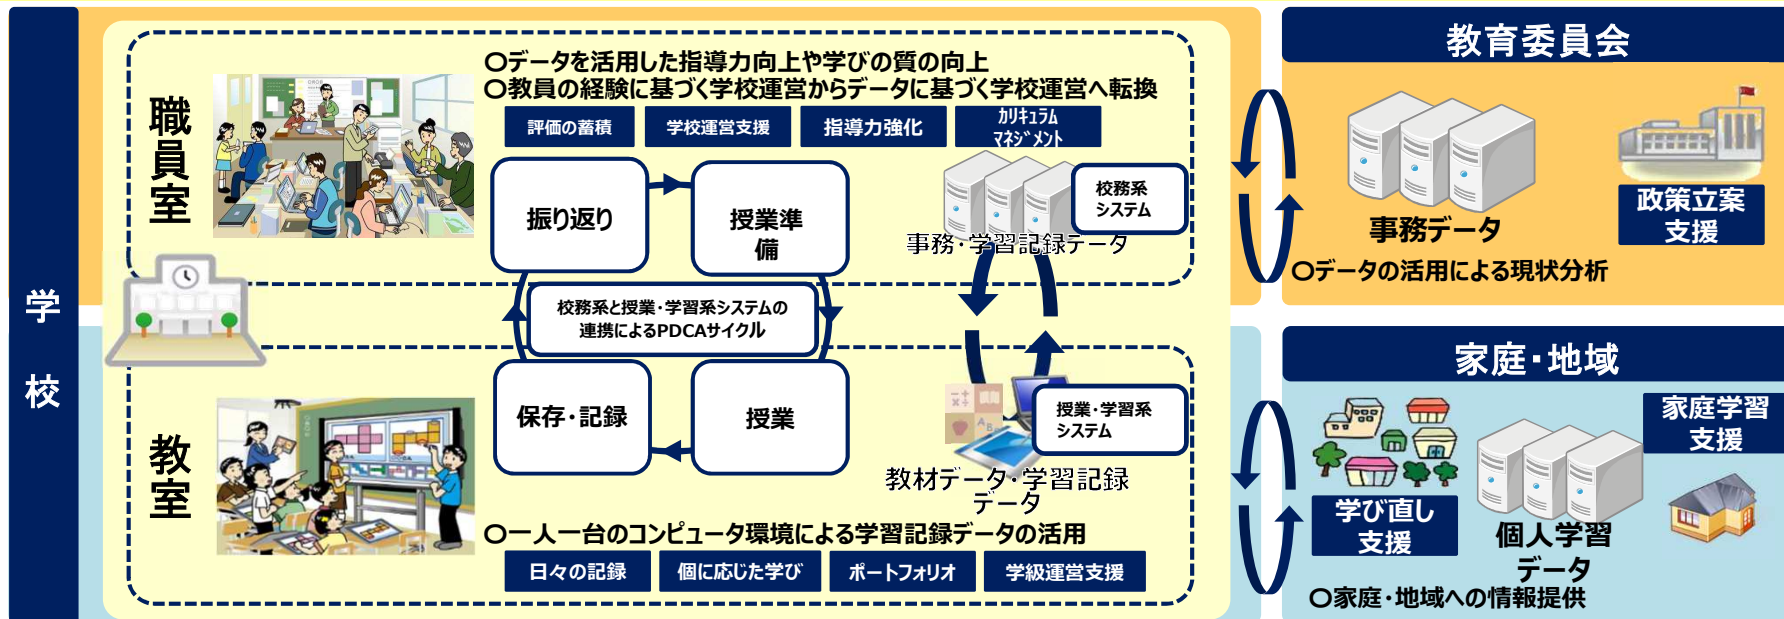 学校
職員室
〇データを活用した指導力向上や学びの質の向上
〇教員の経験に基づく学校運営からデータに基づく学校運営へ転換
評価の蓄積
学校運営支援
指導力強化
カリキュラム
マネジメント
振り返り
授業準
備
校務系
システム
事務・学習記録データ
校務系と授業・学習系システムの
連携によるPDCAサイクル
教室
保存・記録
授業
授業・学習系
システム
教材データ・学習記録
データ
〇一人一台のコンピュータ環境による学習記録データの活用
日々の記録
個に応じた学び
ポートフォリオ
学級運営支援
教育委員会
事務データ
政策立案
支援
〇データの活用による現状分析
家庭・地域
家庭学習
支援
学び直し
支援
個人学習
データ
〇家庭・地域への情報提供